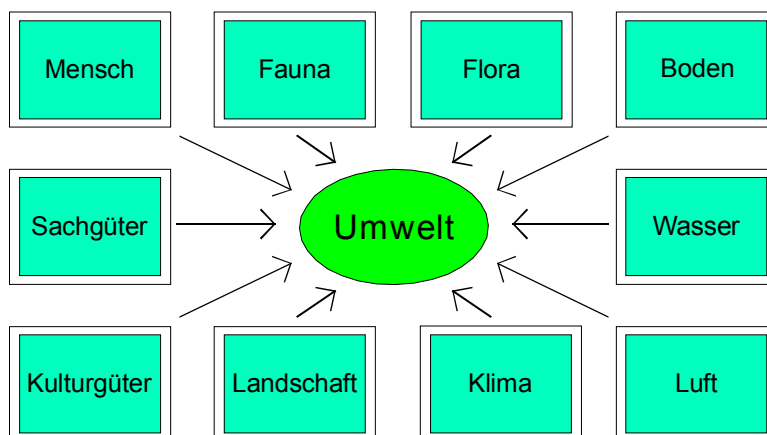 Mensch
Fauna
Flora
Boden
Sachgüter
Umwelt
Wasser
Kulturgüter
Landschaft
Klima
Luft